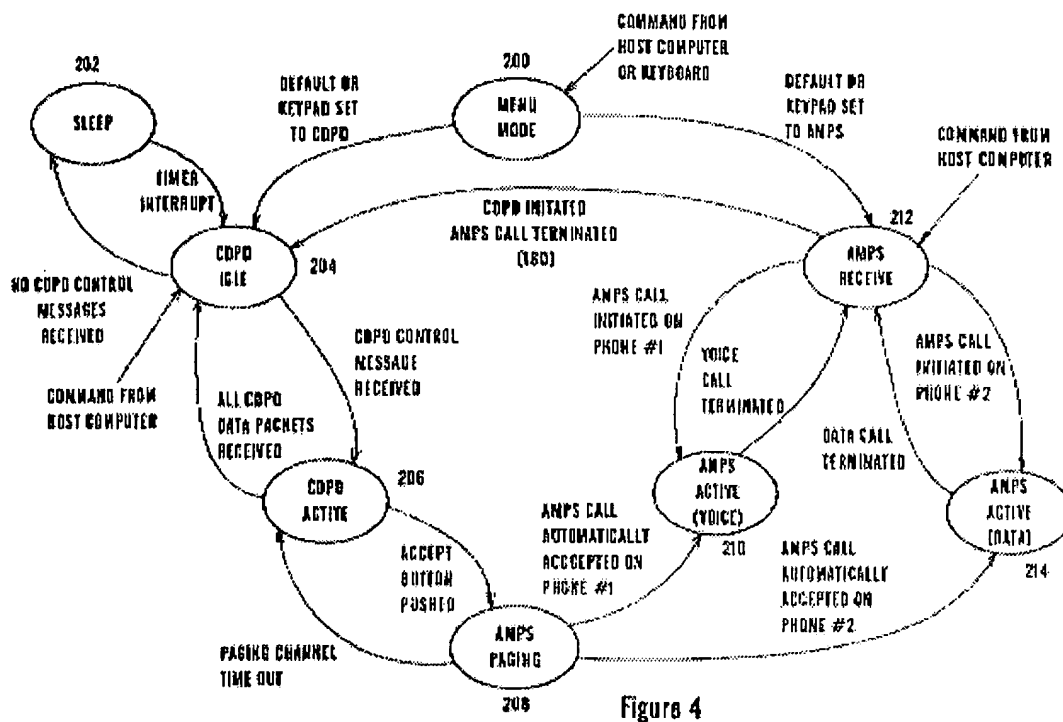 COMMAND FROM
HOST COMPUTER
OR KEYBOARD
202
200
SLEEP
DEFAULT OR
KEYPAD SET
TO CDPD
MENU
MODE
DEFAULT OR
KEYPAD SET
TO AMPS
COMMAND FROM
HOST COMPUTER
TIMER
INTERRUPT
CDPD INITATED
AMPS CALL TERMINATED
(180)
212
CDPD
IDLE
204
AMPS
RECEIVE
NO CDPD CONTROL
MESSAGES
RECEIVED
AMPS CALL
INITIATED ON
PHONE #1
CDPD CONTROL
MESSAGE
RECEIVED
VOICE
CALL
TERMINATED
AMPS CALL
INITIATED ON
PHONE #2
COMMAND FROM
HOST COMPUTER
ALL CDPD
DATA PACKETS
RECEIVED
DATA CALL
TERMINATED
CDPD
ACTIVE
206
AMPS
ACTIVE
(VOICE)
210
AMPS
ACTIVE
(DATA)
214
ACCEPT
BUTTON
PUSHED
AMPS CALL
AUTOMATICALLY
ACCCEPTED ON
PHONE #1
AMPS CALL
AUTOMATICALLY
ACCEPTED ON
PHONE #2
PAGING CHANNEL
TIME OUT
AMPS
PAGING
208
Figure 4